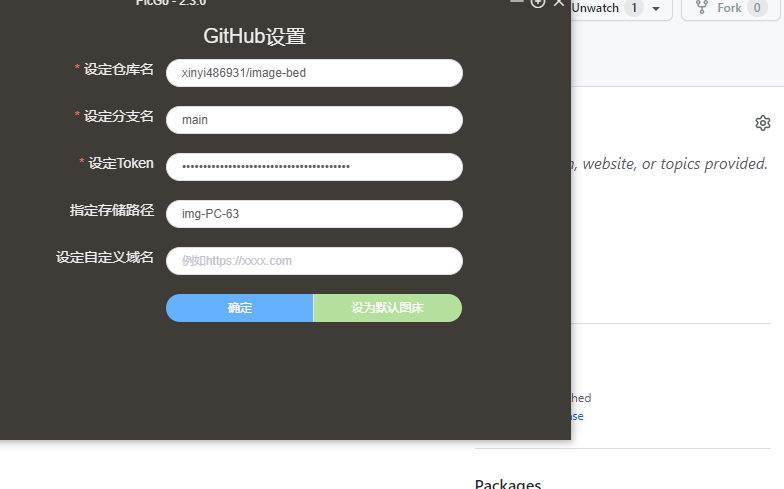 PicGo - 2.3.0
Unwatch 1
Fork 0
GitHub设置
* 设定仓库名 xinyi486931/image-bed
* 设定分支名 main
* 设定Token ••••••••••••••••••••••••••••••••••••••••
指定存储路径 img-PC-63
设定自定义域名 例如https://xxxx.com
确定 设为默认图床
, website, or topics provided.
hed
ase
Packages